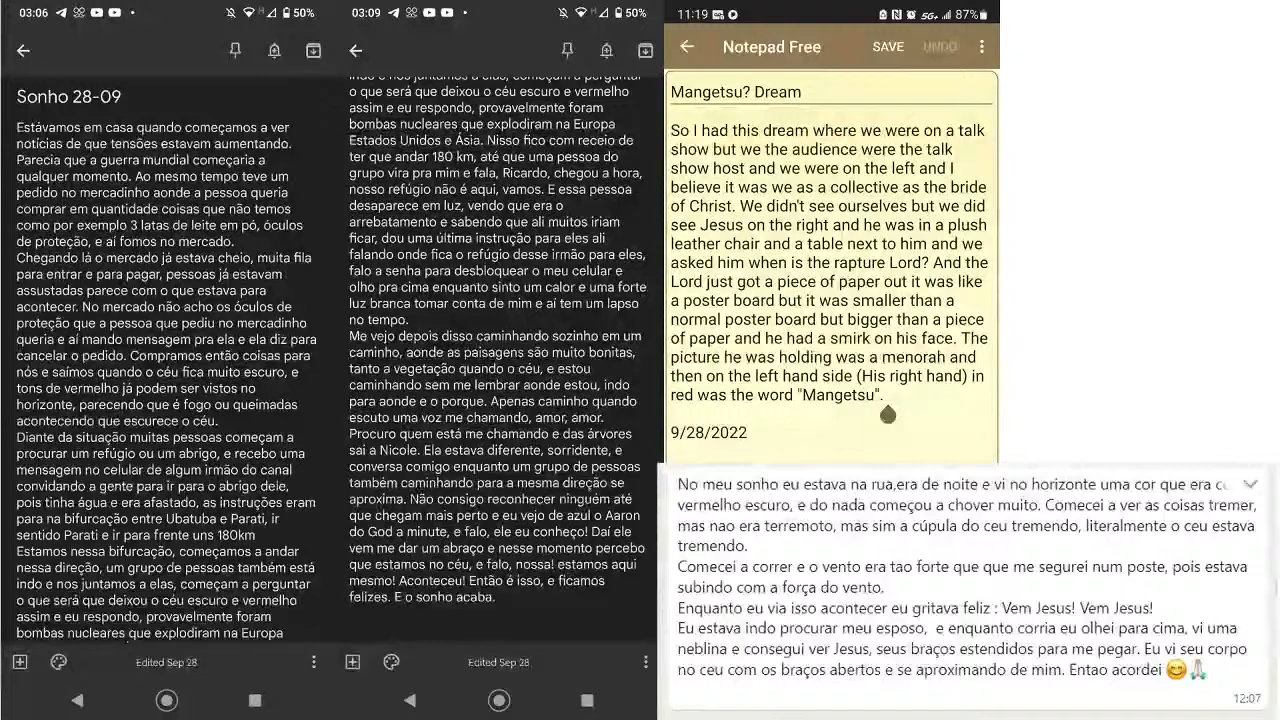 03:06
50%
Sonho 28-09
Estávamos em casa quando começamos a ver
notícias de que tensões estavam aumentando.
Parecia que a guerra mundial começaria a
qualquer momento. Ao mesmo tempo teve um
pedido no mercadinho aonde a pessoa queria
comprar em quantidade coisas que não temos
como por exemplo 3 latas de leite em pó, óculos
de proteção, e aí fomos no mercado.
Chegando lá o mercado já estava cheio, muita fila
para entrar e para pagar, pessoas já estavam
assustadas parece com o que estava para
acontecer. No mercado não acho os óculos de
proteção que a pessoa que pediu no mercadinho
queria e aí mando mensagem pra ela e ela diz para
cancelar o pedido. Compramos então coisas para
nós e saímos quando o céu fica muito escuro, e
tons de vermelho já podem ser vistos no
horizonte, parecendo que é fogo ou queimadas
acontecendo que escurece o céu.
Diante da situação muitas pessoas começam a
procurar um refúgio ou um abrigo, e recebo uma
mensagem no celular de algum irmão do canal
convidando a gente para ir para o abrigo dele,
pois tinha água e era afastado, as instruções eram
para na bifurcação entre Ubatuba e Parati, ir
sentido Parati e ir para frente uns 180km
Estamos nessa bifurcação, começamos a andar
nessa direção, um grupo de pessoas também está
indo e nos juntamos a elas, começam a perguntar
o que será que deixou o céu escuro e vermelho
assim e eu respondo, provavelmente foram
bombas nucleares que explodiram na Europa
Edited Sep 28
03:09
50%
indo e nos juntamos a elas, começam a perguntar
o que será que deixou o céu escuro e vermelho
assim e eu respondo, provavelmente foram
bombas nucleares que explodiram na Europa
Estados Unidos e Ásia. Nisso fico com receio de
ter que andar 180 km, até que uma pessoa do
grupo vira pra mim e fala, Ricardo, chegou a hora,
nosso refúgio não é aqui, vamos. E essa pessoa
desaparece em luz, vendo que era o
arrebatamento e sabendo que ali muitos iriam
ficar, dou uma última instrução para eles ali
falando onde fica o refúgio desse irmão para eles,
falo a senha para desbloquear o meu celular e
olho pra cima enquanto sinto um calor e uma forte
luz branca tomar conta de mim e aí tem um lapso
no tempo.
Me vejo depois disso caminhando sozinho em um
caminho, aonde as paisagens são muito bonitas,
tanto a vegetação quando o céu, e estou
caminhando sem me lembrar aonde estou, indo
para aonde e o porque. Apenas caminho quando
escuto uma voz me chamando, amor, amor.
Procuro quem está me chamando e das árvores
sai a Nicole. Ela estava diferente, sorridente, e
conversa comigo enquanto um grupo de pessoas
também caminhando para a mesma direção se
aproxima. Não consigo reconhecer ninguém até
que chegam mais perto e eu vejo de azul o Aaron
do God a minute, e falo, ele eu conheço! Daí ele
vem me dar um abraço e nesse momento percebo
que estamos no céu, e falo, nossa! estamos aqui
mesmo! Aconteceu! Então é isso, e ficamos
felizes. E o sonho acaba.
Edited Sep 28
11:19
5G+ 87%
Notepad Free SAVE UNDO
Mangetsu? Dream
So I had this dream where we were on a talk
show but we the audience were the talk
show host and we were on the left and I
believe it was we as a collective as the bride
of Christ. We didn't see ourselves but we did
see Jesus on the right and he was in a plush
leather chair and a table next to him and we
asked him when is the rapture Lord? And the
Lord just got a piece of paper out it was like
a poster board but it was smaller than a
normal poster board but bigger than a piece
of paper and he had a smirk on his face. The
picture he was holding was a menorah and
then on the left hand side (His right hand) in
red was the word "Mangetsu".
9/28/2022
No meu sonho eu estava na rua,era de noite e vi no horizonte uma cor que era
vermelho escuro, e do nada começou a chover muito. Comecei a ver as coisas tremer,
mas nao era terremoto, mas sim a cúpula do ceu tremendo, literalmente o ceu estava
tremendo.
Comecei a correr e o vento era tao forte que que me segurei num poste, pois estava
subindo com a força do vento.
Enquanto eu via isso acontecer eu gritava feliz : Vem Jesus! Vem Jesus!
Eu estava indo procurar meu esposo, e enquanto corria eu olhei para cima, vi uma
neblina e consegui ver Jesus, seus braços estendidos para me pegar. Eu vi seu corpo
no ceu com os braços abertos e se aproximando de mim. Entao acordei 😊🙏🏻
12:07